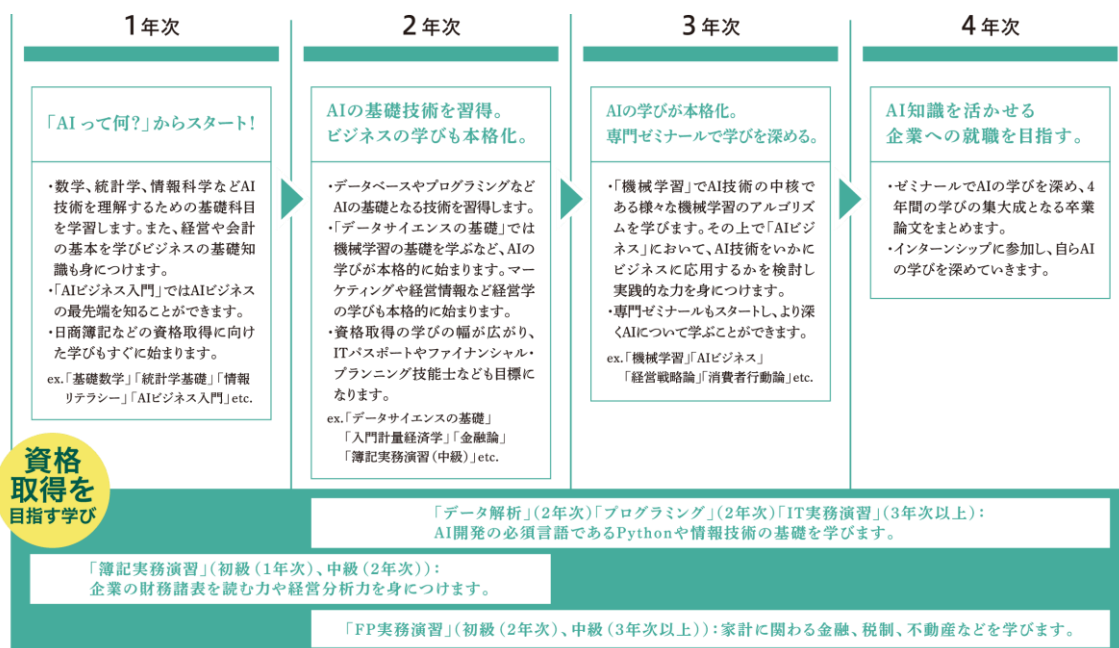 1年次
「AIって何?」からスタート!
・数学、統計学、情報科学などAI
技術を理解するための基礎科目
を学習します。また、経営や会計
の基本を学びビジネスの基礎知
識も身につけます。
・「AIビジネス入門」ではAIビジネス
の最先端を知ることができます。
・日商簿記などの資格取得に向け
た学びもすぐに始まります。
ex.「基礎数学」「統計学基礎」「情報
リテラシー」「AIビジネス入門」etc.
2年次
AIの基礎技術を習得。
ビジネスの学びも本格化。
・データベースやプログラミングなど
AIの基礎となる技術を習得します。
・「データサイエンスの基礎」では
機械学習の基礎を学ぶなど、AIの
学びが本格的に始まります。マー
ケティングや経営情報など経営学
の学びも本格的に始まります。
・資格取得の学びの幅が広がり、
ITパスポートやファイナンシャル・
プランニング技能士なども目標に
なります。
ex.「データサイエンスの基礎」
「入門計量経済学」「金融論」
「簿記実務演習(中級)」etc.
3年次
AIの学びが本格化。
専門ゼミナールで学びを深める。
・「機械学習」でAI技術の中核で
ある様々な機械学習のアルゴリズ
ムを学びます。その上で「AIビジ
ネス」において、AI技術をいかに
ビジネスに応用するかを検討し
実践的な力を身につけます。
・専門ゼミナールもスタートし、より深
くAIについて学ぶことができます。
ex.「機械学習」「AIビジネス」
「経営戦略論」「消費者行動論」etc.
4年次
AI知識を活かせる
企業への就職を目指す。
・ゼミナールでAIの学びを深め、4
年間の学びの集大成となる卒業
論文をまとめます。
・インターンシップに参加し、自らAI
の学びを深めていきます。
資格
取得を
目指す学び
「データ解析」(2年次)「プログラミング」(2年次)「IT実務演習」(3年次以上):
AI開発の必須言語であるPythonや情報技術の基礎を学びます。
「簿記実務演習」(初級(1年次)、中級(2年次)):
企業の財務諸表を読む力や経営分析力を身につけます。
「FP実務演習」(初級(2年次)、中級(3年次以上)):家計に関わる金融、税制、不動産などを学びます。